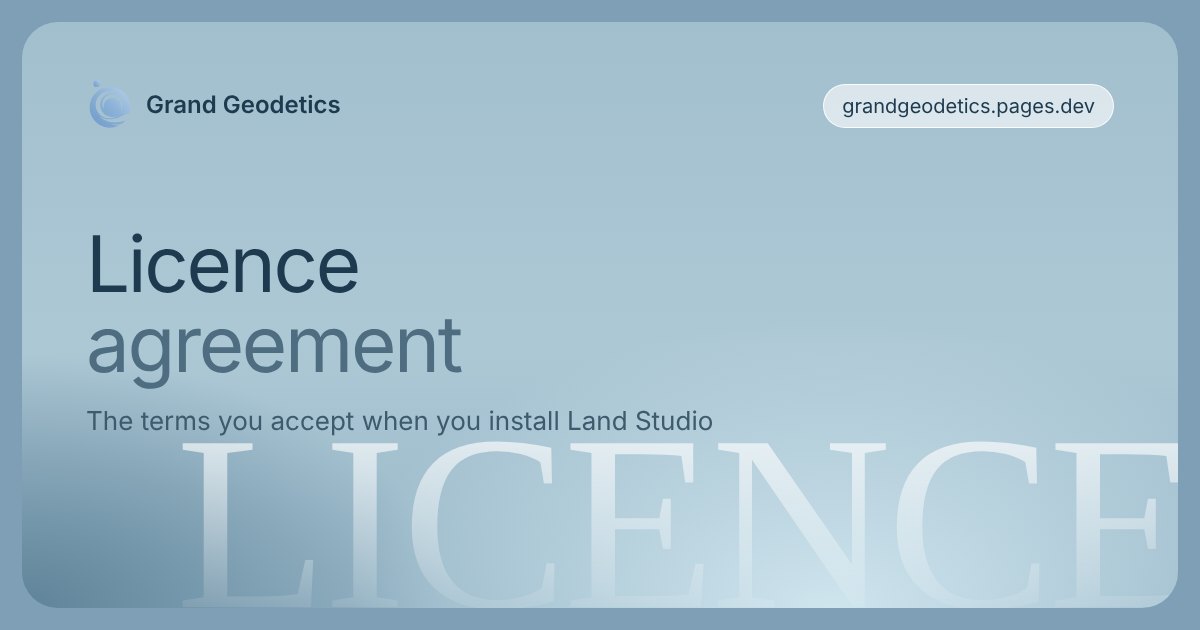 Grand Geodetics
grandgeodetics.pages.dev
Licence
agreement
The terms you accept when you install Land Studio
LICENCE